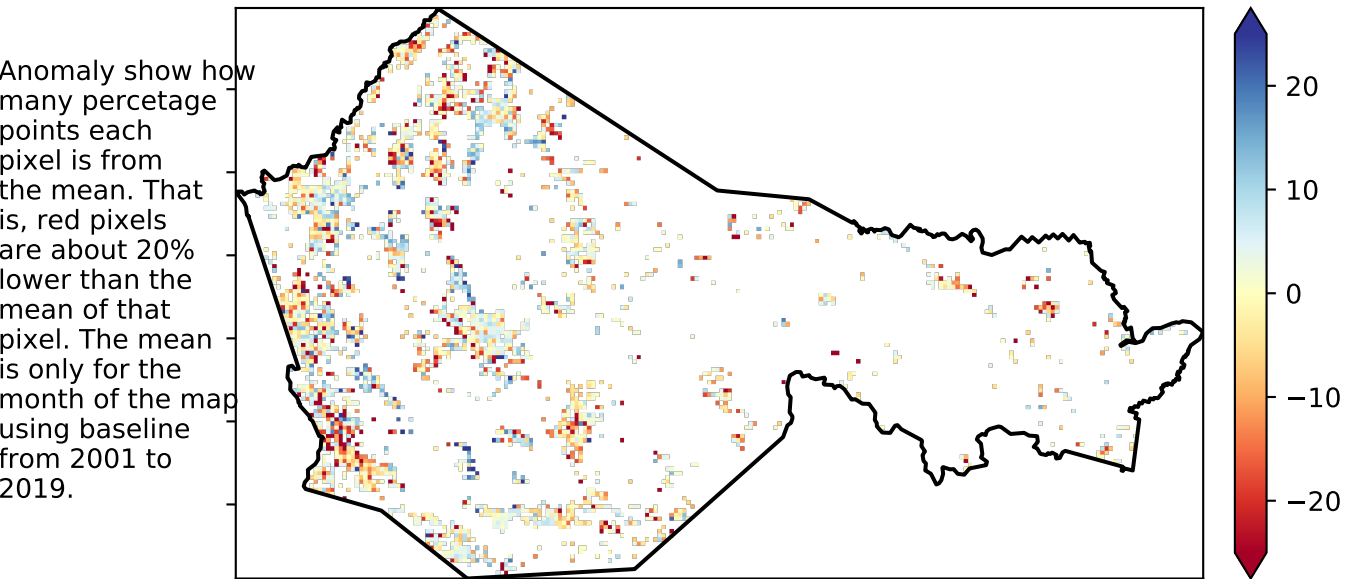 Anomaly show how
many percetage
points each
pixel is from
the mean. That
is, red pixels
are about 20%
lower than the
mean of that
pixel. The mean
is only for the
month of the map
using baseline
from 2001 to
2019.
20
10
0
−10
−20